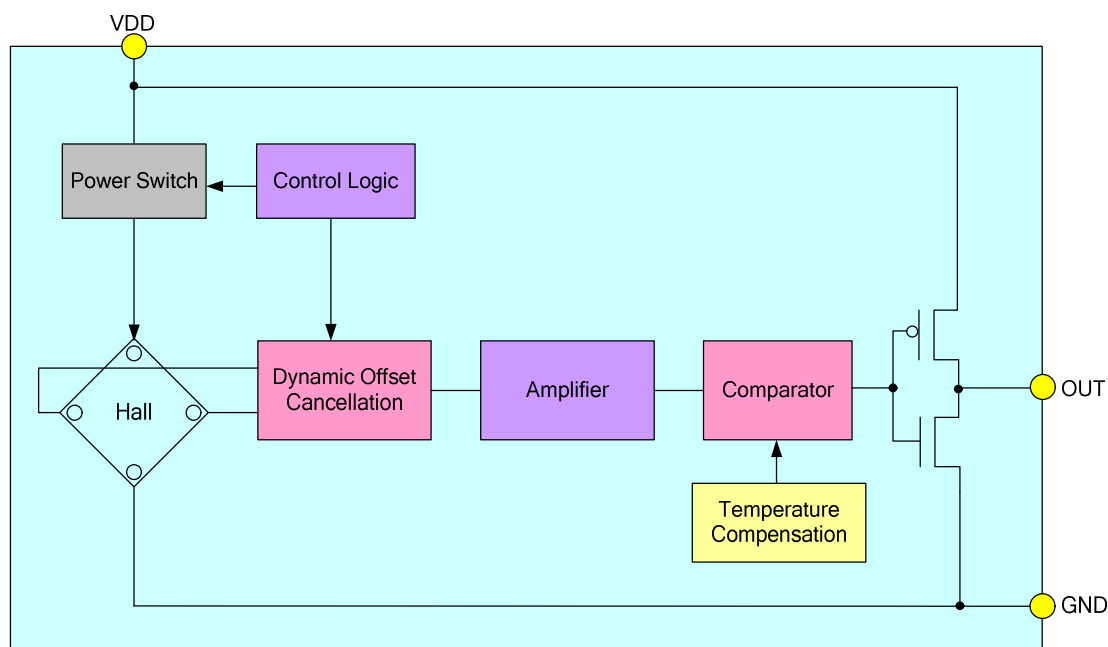 VDD
Power Switch
Control Logic
Hall
Dynamic Offset
Cancellation
Amplifier
Comparator
OUT
Temperature
Compensation
GND